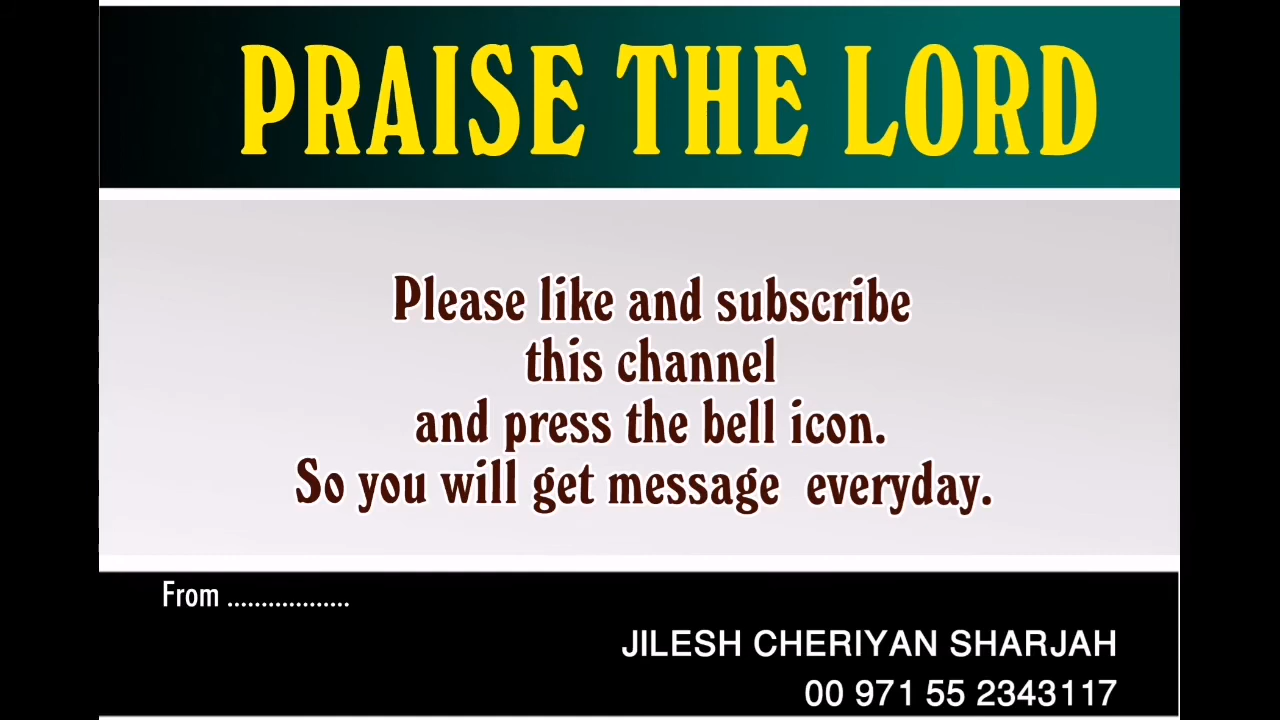 PRAISE THE LORD
Please like and subscribe
this channel
and press the bell icon.
So you will get message everyday.
From ..................
JILESH CHERIYAN SHARJAH
00 971 55 2343117